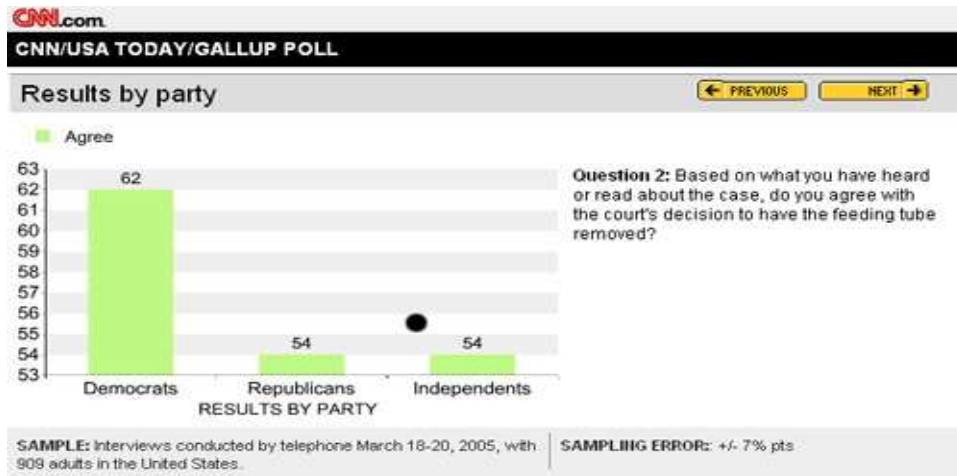 CNN.com
CNN/USA TODAY/GALLUP POLL
Results by party
PREVIOUS
NEXT
Agree
63
62
61
60
59
58
57
56
55
54
53
62
54
54
Democrats
Republicans
Independents
RESULTS BY PARTY
Question 2: Based on what you have heard
or read about the case, do you agree with
the court's decision to have the feeding tube
removed?
SAMPLE: Interviews conducted by telephone March 18-20, 2005, with
909 adults in the United States.
SAMPLING ERROR: +/- 7% pts